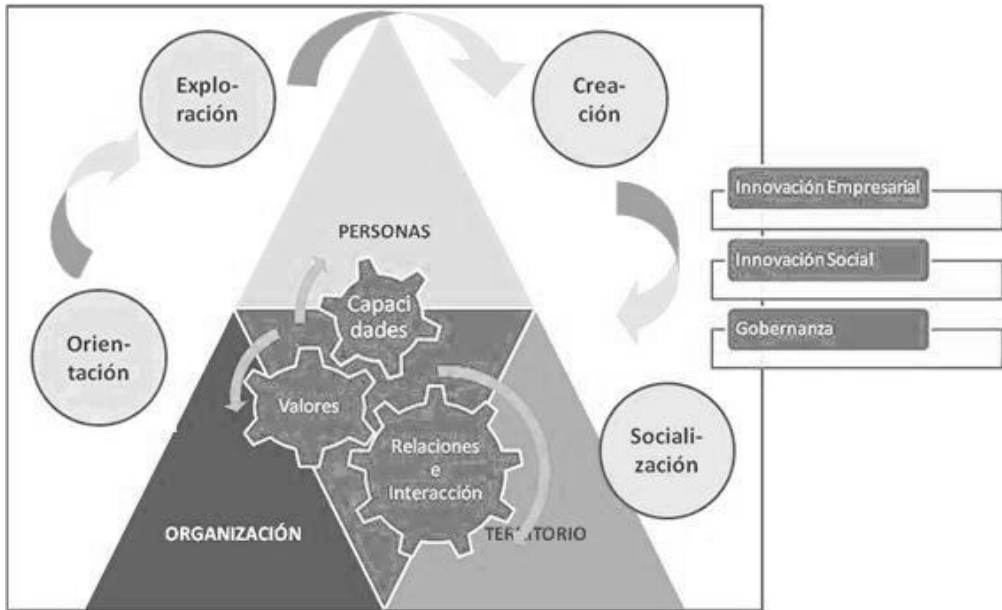 Explo-
ración
Crea-
ción
Innovación Empresarial
PERSONAS
Innovación Social
Capaci
dades
Gobernanza
Orien-
tación
Valores
Relaciones
e
Interacción
Sociali-
zación
ORGANIZACIÓN
TERRITORIO